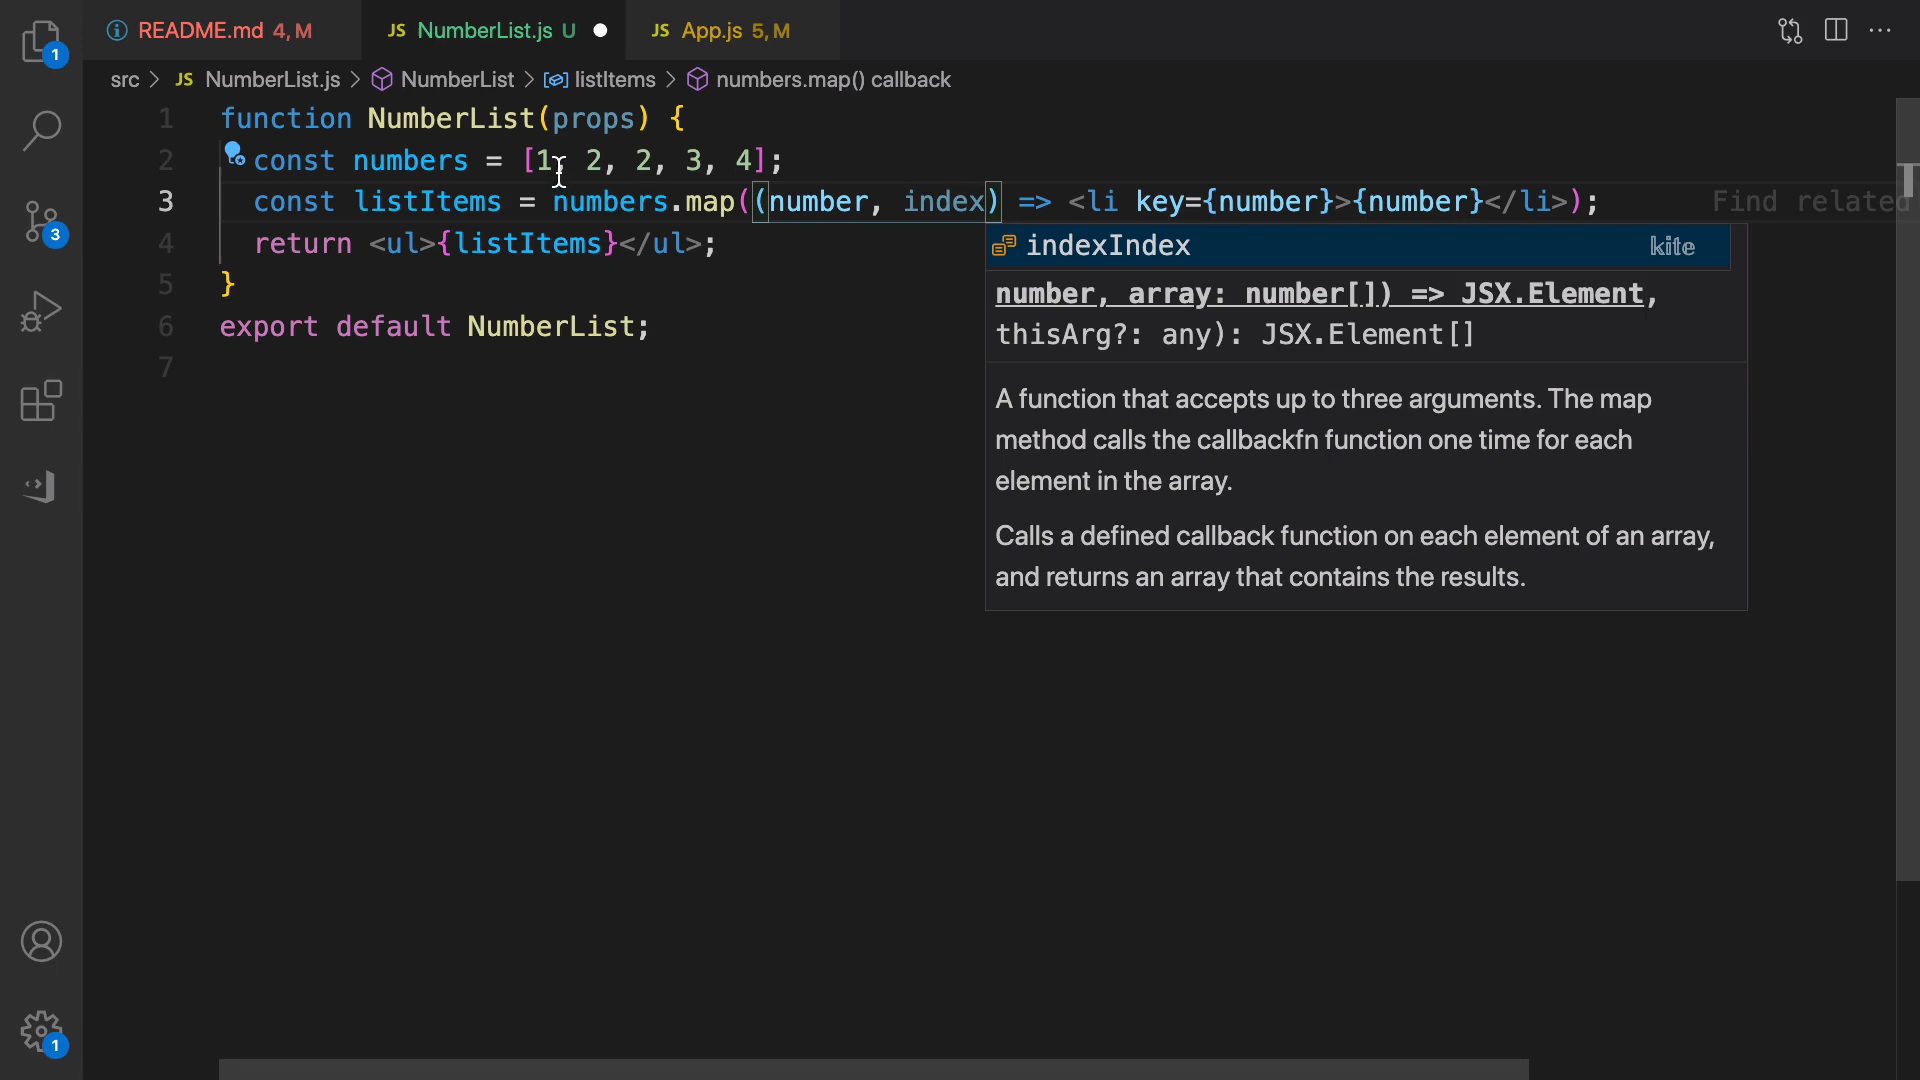 README.md 4, M JS NumberList.js U JS App.js 5, M
src > JS NumberList.js > NumberList > listItems > numbers.map() callback
1 function NumberList(props) {
2 const numbers = [1, 2, 2, 3, 4];
3 const listItems = numbers.map((number, index) => <li key={number}>{number}</li>); Find related
4 return <ul>{listItems}</ul>;
5 }
6 export default NumberList;
7
indexIndex kite
number, array: number[]) => JSX.Element,
thisArg?: any): JSX.Element[]
A function that accepts up to three arguments. The map
method calls the callbackfn function one time for each
element in the array.
Calls a defined callback function on each element of an array,
and returns an array that contains the results.
1
3
1